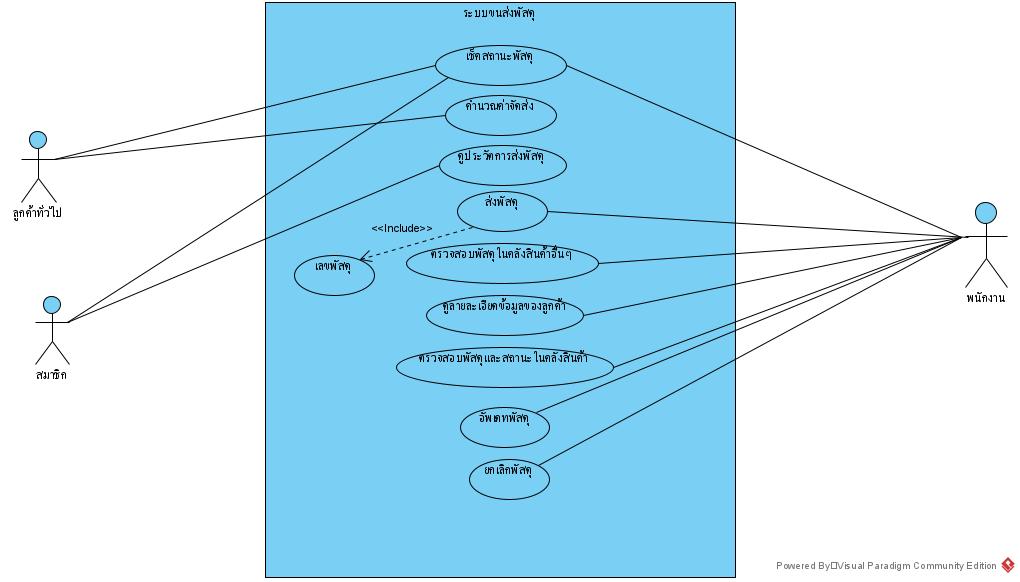 ระบบขนส่งพัสดุ
เช็คสถานะพัสดุ
คำนวณค่าจัดส่ง
ดูประวัติการส่งพัสดุ
ส่งพัสดุ
<<Include>>
เลขพัสดุ
ตรวจสอบพัสดุในคลังสินค้าอื่นๆ
ดูลายละเอียดข้อมูลของลูกค้า
ตรวจสอบพัสดุและสถานะในคลังสินค้า
อัพเดทพัสดุ
ยกเลิกพัสดุ
ลูกค้าทั่วไป
สมาชิก
พนักงาน
Powered By□Visual Paradigm Community Edition